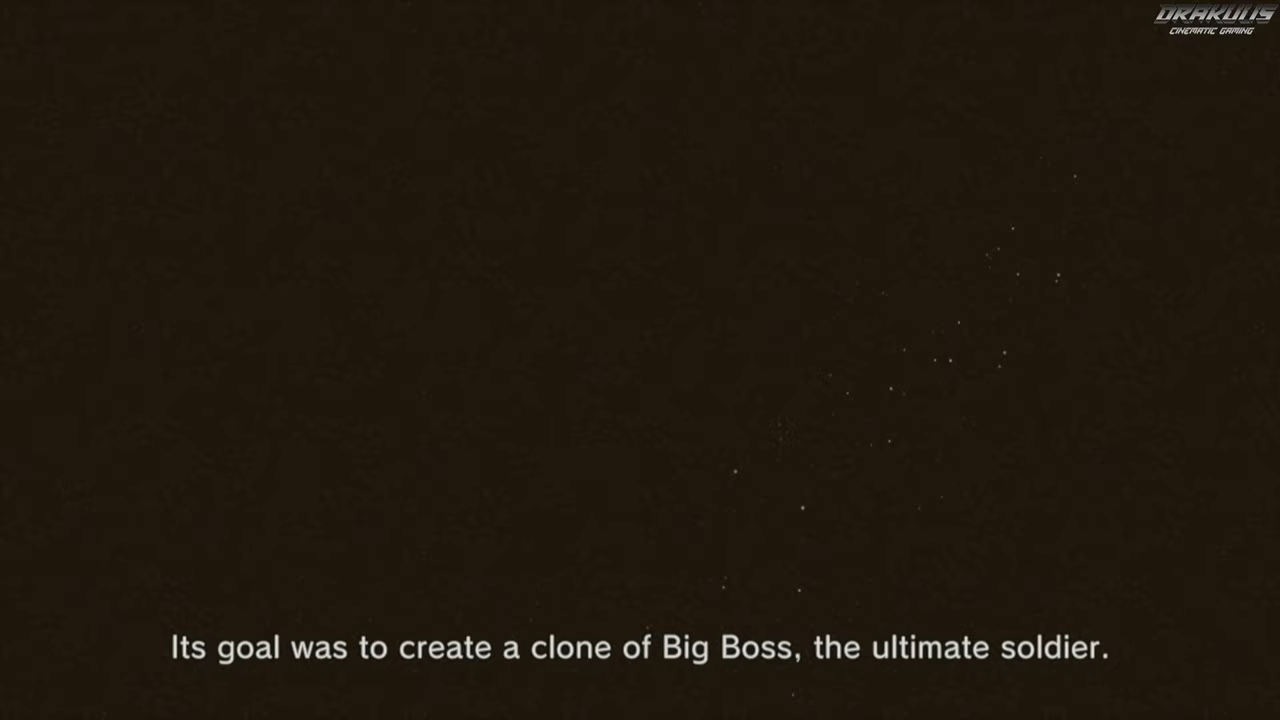 DRAKULIS
CINEMATIC GAMING
Its goal was to create a clone of Big Boss, the ultimate soldier.